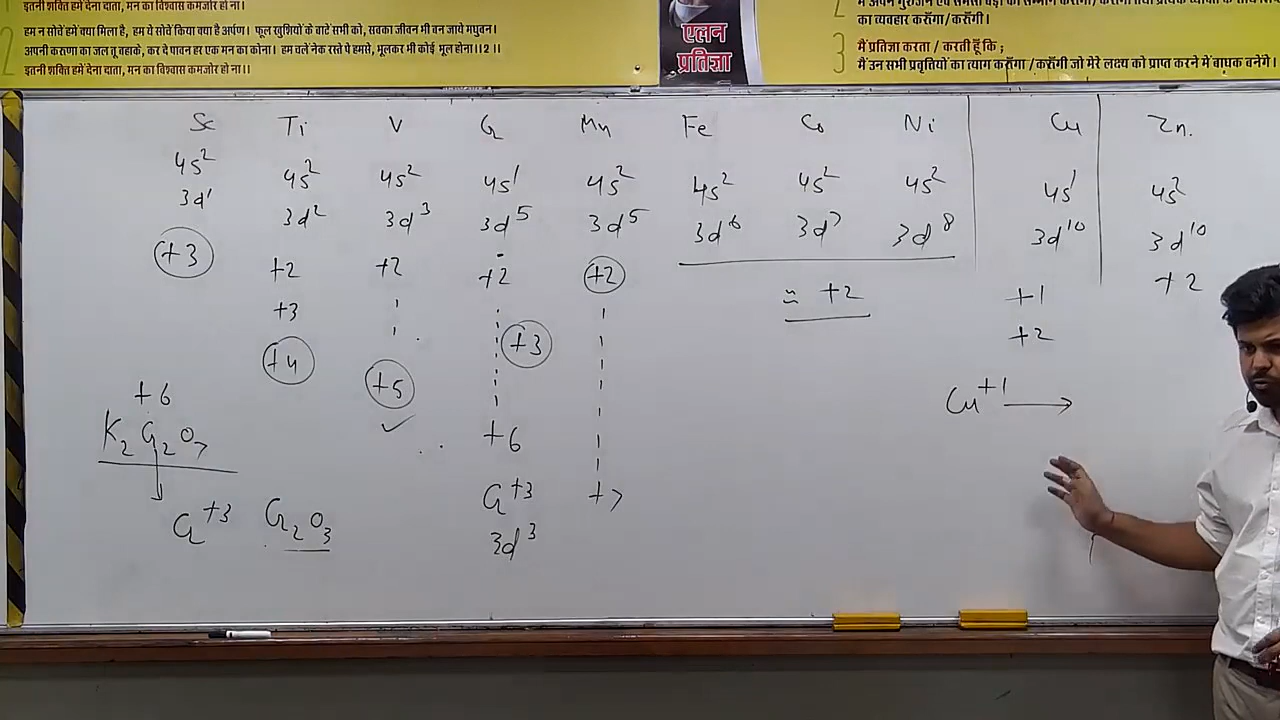 इतनी शक्ति हमें देना दाता, मन का विश्वास कमजोर हो ना।
2
हम न सोचें हमें क्या मिला है, हम ये सोचें किया क्या है अर्पण। फूल खुशियों के बाटें सभी को, सबका जीवन भी बन जाये मधुबन।
अपनी करुणा का जल तू बहाके, कर दे पावन हर एक मन का कोना। हम चलें नेक रस्ते पे हमसे, भूलकर भी कोई भूल होना।।2।।
इतनी शक्ति हमें देना दाता, मन का विश्वास कमजोर हो ना।।
एलन
प्रतिज्ञा
2
का व्यवहार करूँगा/करूँगी।
3
मैं प्रतिज्ञा करता / करती हूँ कि ;
मैं उन सभी प्रवृत्तियों का त्याग करूँगा /करूँगी जो मेरे लक्ष्य को प्राप्त करने में बाधक बनेंगे।
Sc Ti V Cr Mn Fe Co Ni Cu Zn.
4s² 4s² 4s² 4s¹ 4s² 4s² 4s² 4s² 4s¹ 4s²
3d¹ 3d² 3d³ 3d⁵ 3d⁵ 3d⁶ 3d⁷ 3d⁸ 3d¹⁰ 3d¹⁰
+3 +2 +2 +2 +2 ≈ +2 +1 +2
+3 +2
+4 +5 +3
+6 Cu⁺¹ →
K₂Cr₂O₇ +6
Cr⁺³ Cr₂O₃ Cr⁺³ +7
3d³